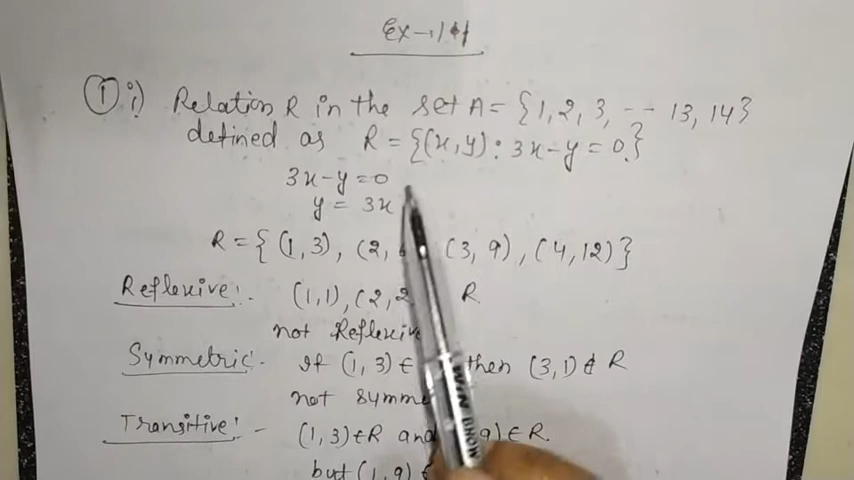 Ex→1.1
① i) Relation R in the set A = {1, 2, 3, -- 13, 14}
defined as R = {(x, y) : 3x - y = 0.}
3x - y = 0
y = 3x
R = { (1, 3), (2, (3, 9), (4, 12) }
Reflexive:- (1, 1), (2, 2 R
not Reflexive
Symmetric:- If (1, 3) ∈ then (3, 1) ∉ R
not Symme
Transitive:- (1, 3) ∈ R and 9) ∈ R.
but (1, 9)
WIN